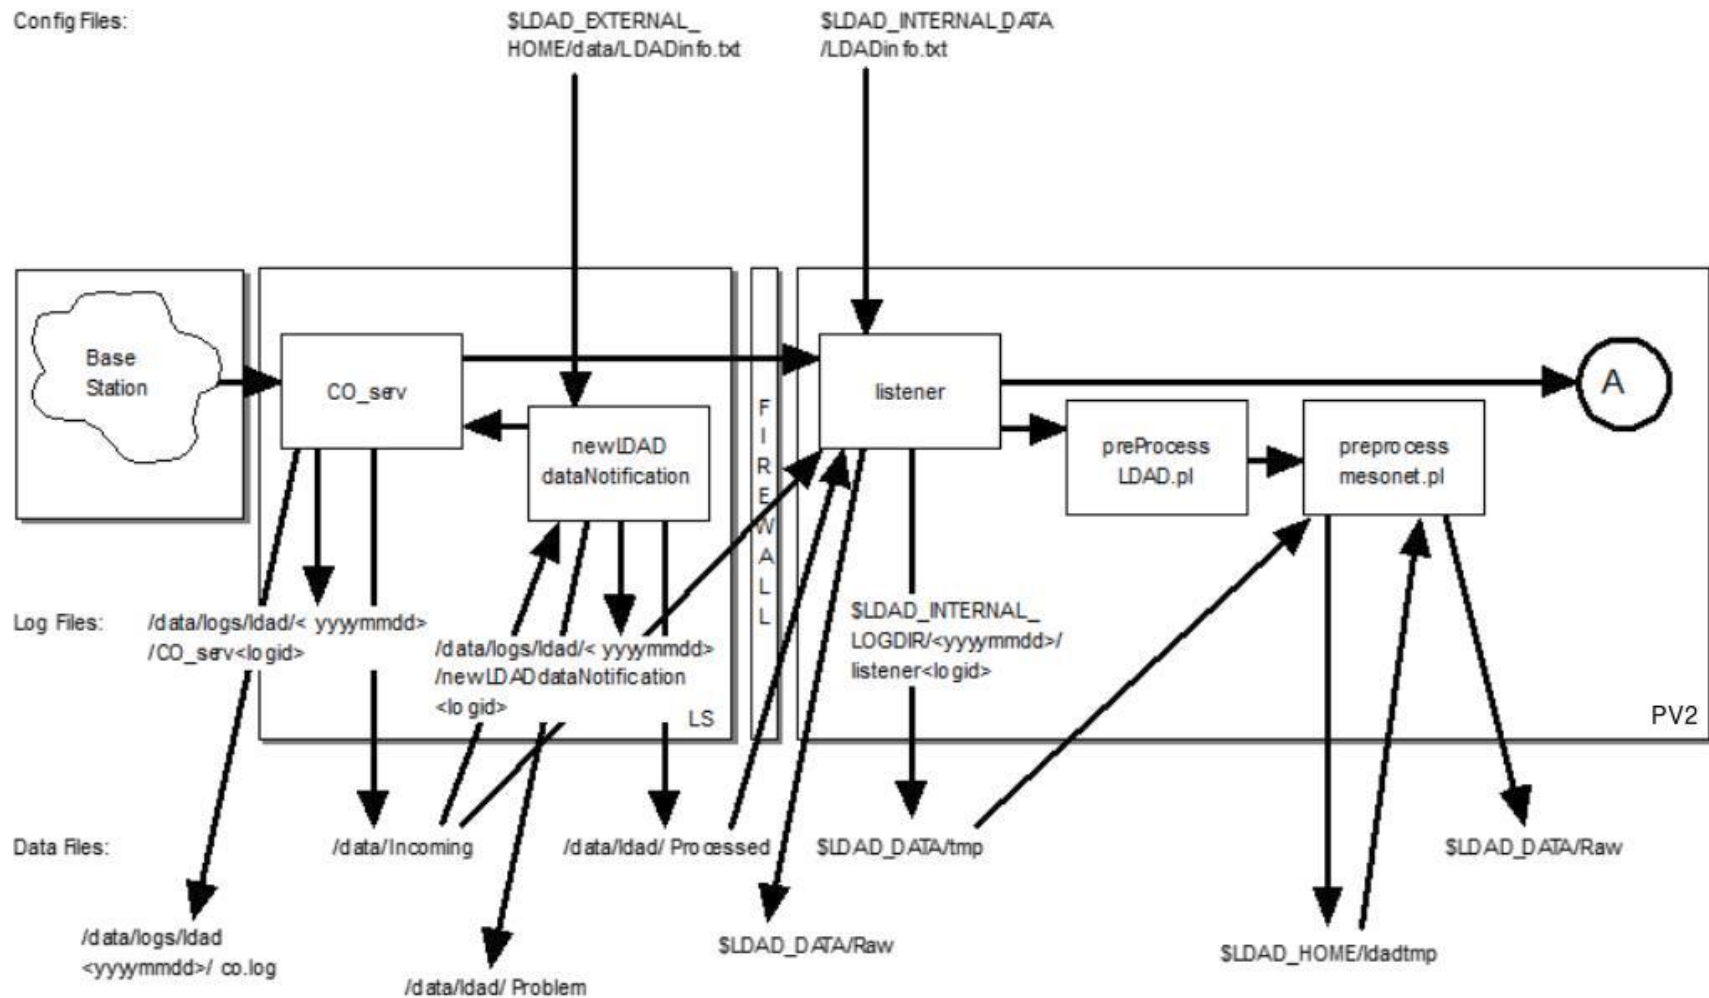 Config Files:
$LDAD_EXTERNAL_
HOME/data/LDADinfo.txt
$LDAD_INTERNAL_DATA
/LDADinfo.txt
Base
Station
CO_serv
newLDAD
dataNotification
FIREWALL
listener
preProcess
LDAD.pl
preprocess
mesonet.pl
A
Log Files:
/data/logs/ldad/< yyyymmdd>
/CO_serv<logid>
/data/logs/ldad/< yyyymmdd>
/newLDADdataNotification
<logid>
LS
$LDAD_INTERNAL_
LOGDIR/<yyyymmdd>/
listener<logid>
PV2
Data Files:
/data/Incoming
/data/ldad/ Processed
$LDAD_DATA/tmp
$LDAD_DATA/Raw
/data/logs/ldad
<yyyymmdd>/ co.log
/data/ldad/ Problem
$LDAD_DATA/Raw
$LDAD_HOME/ldadtmp